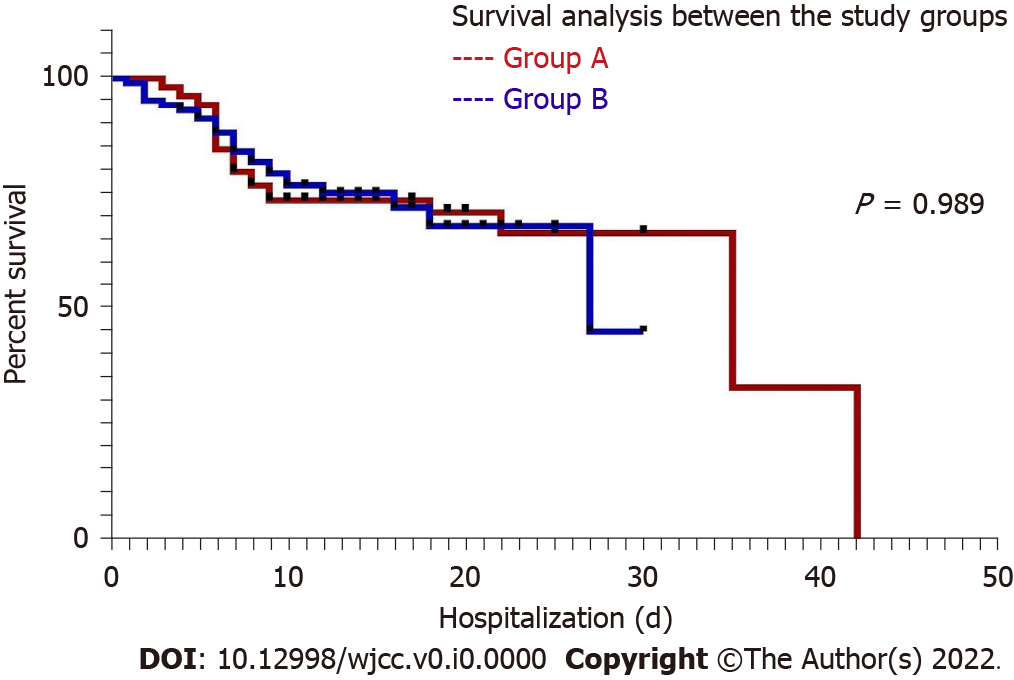 Survival analysis between the study groups
---- Group A
---- Group B
100
50
0
Percent survival
P = 0.989
0 10 20 30 40 50
Hospitalization (d)
DOI: 10.12998/wjcc.v0.i0.0000 Copyright ©The Author(s) 2022.